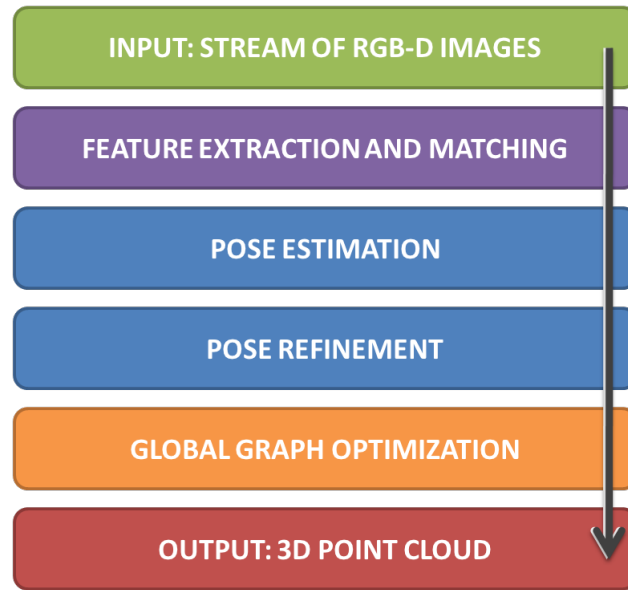 INPUT: STREAM OF RGB-D IMAGES
FEATURE EXTRACTION AND MATCHING
POSE ESTIMATION
POSE REFINEMENT
GLOBAL GRAPH OPTIMIZATION
OUTPUT: 3D POINT CLOUD